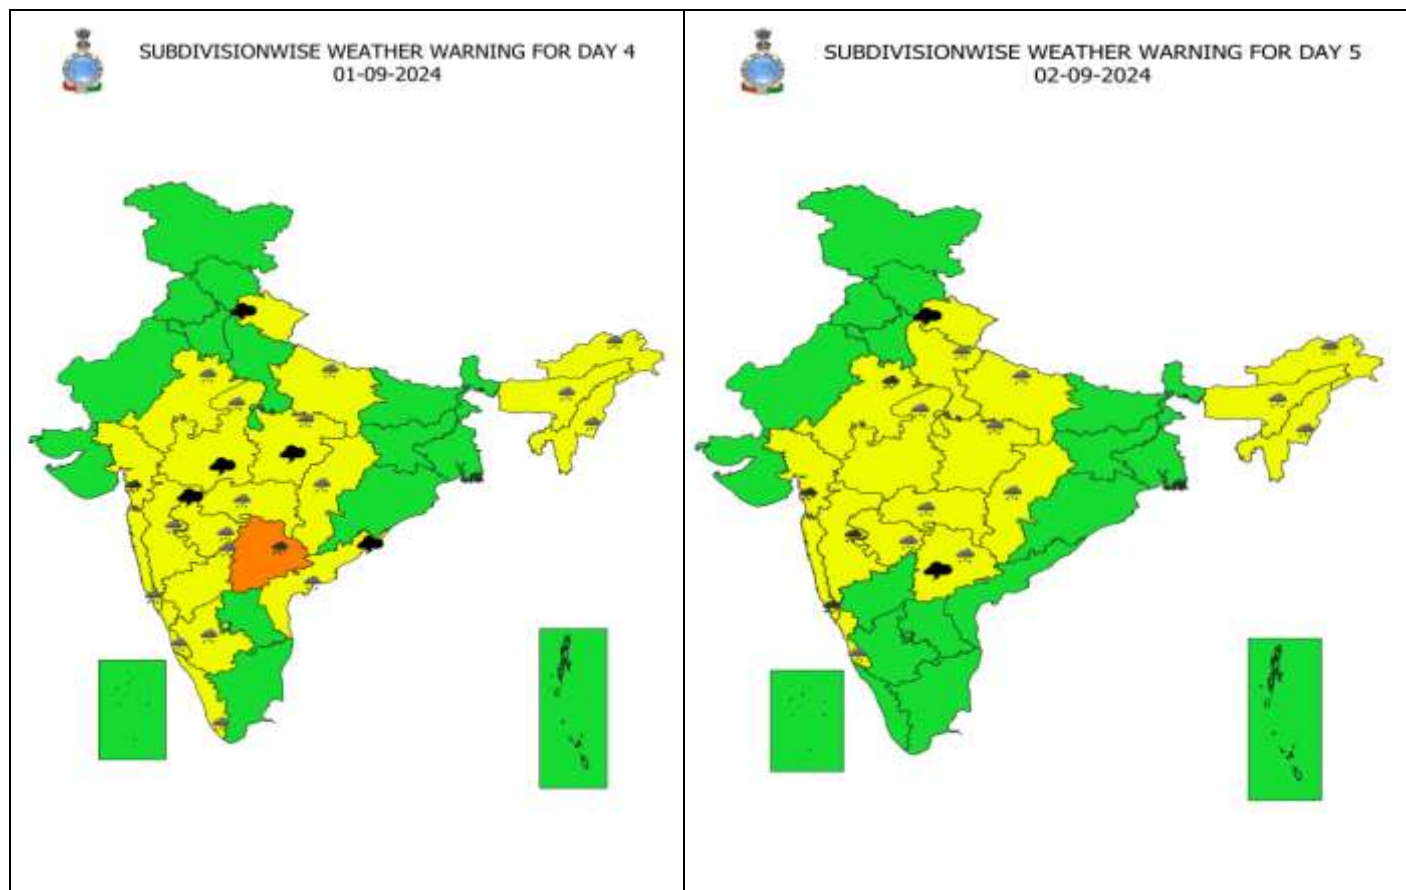 SUBDIVISIONWISE WEATHER WARNING FOR DAY 4
01-09-2024
SUBDIVISIONWISE WEATHER WARNING FOR DAY 5
02-09-2024